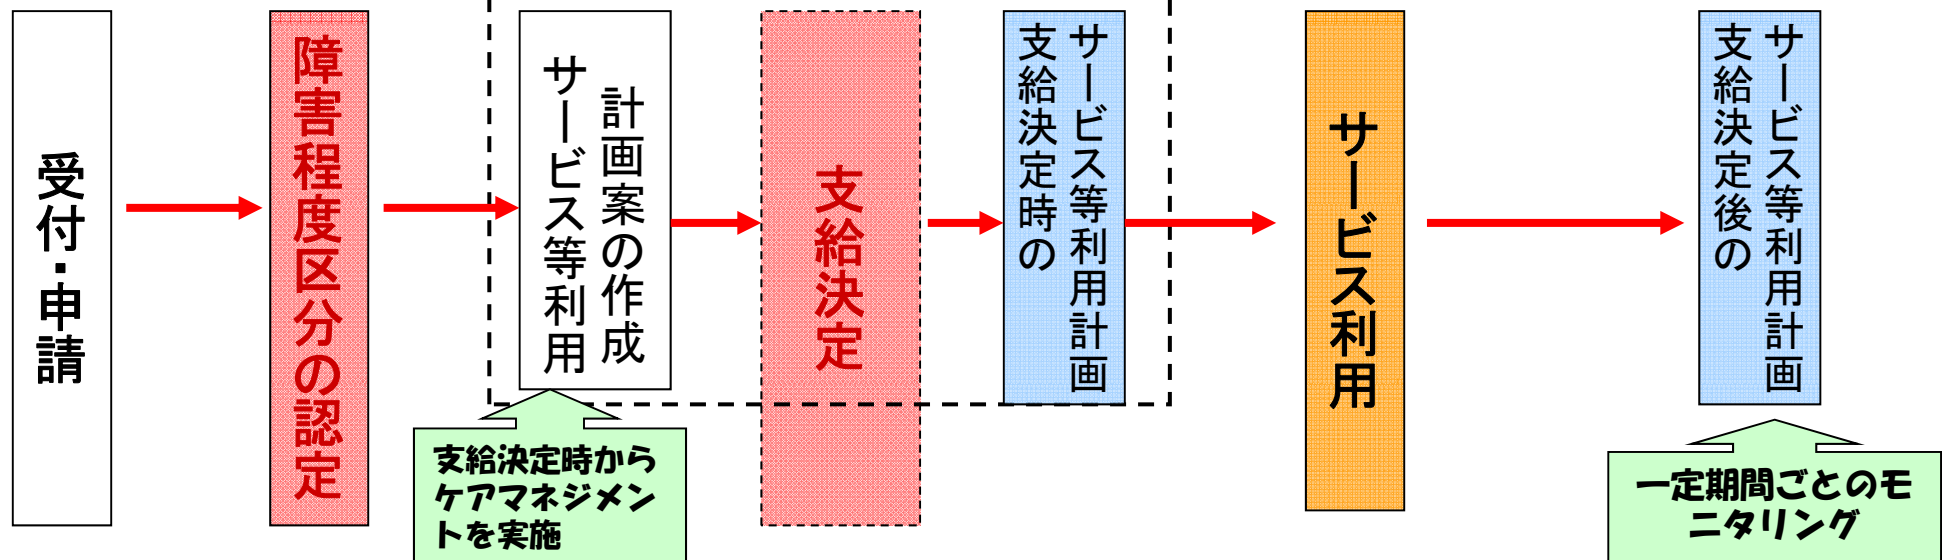 受付・申請
障害程度区分の認定
サービス等利用
計画案の作成
支給決定
支給決定時の
サービス等利用計画
サービス利用
支給決定後の
サービス等利用計画
支給決定時から
ケアマネジメン
トを実施
一定期間ごとのモ
ニタリング